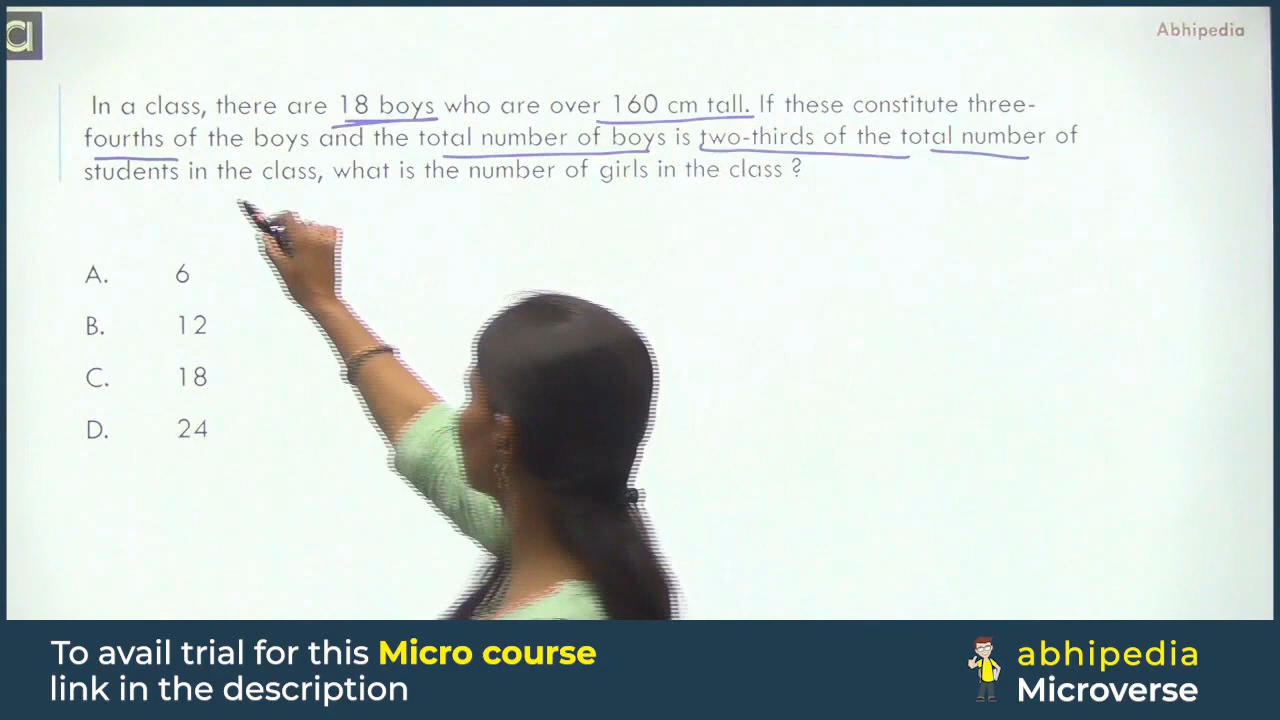 a
Abhipedia
In a class, there are 18 boys who are over 160 cm tall. If these constitute three-
fourths of the boys and the total number of boys is two-thirds of the total number of
students in the class, what is the number of girls in the class ?
A. 6
B. 12
C. 18
D. 24
To avail trial for this Micro course
link in the description
abhipedia
Microverse